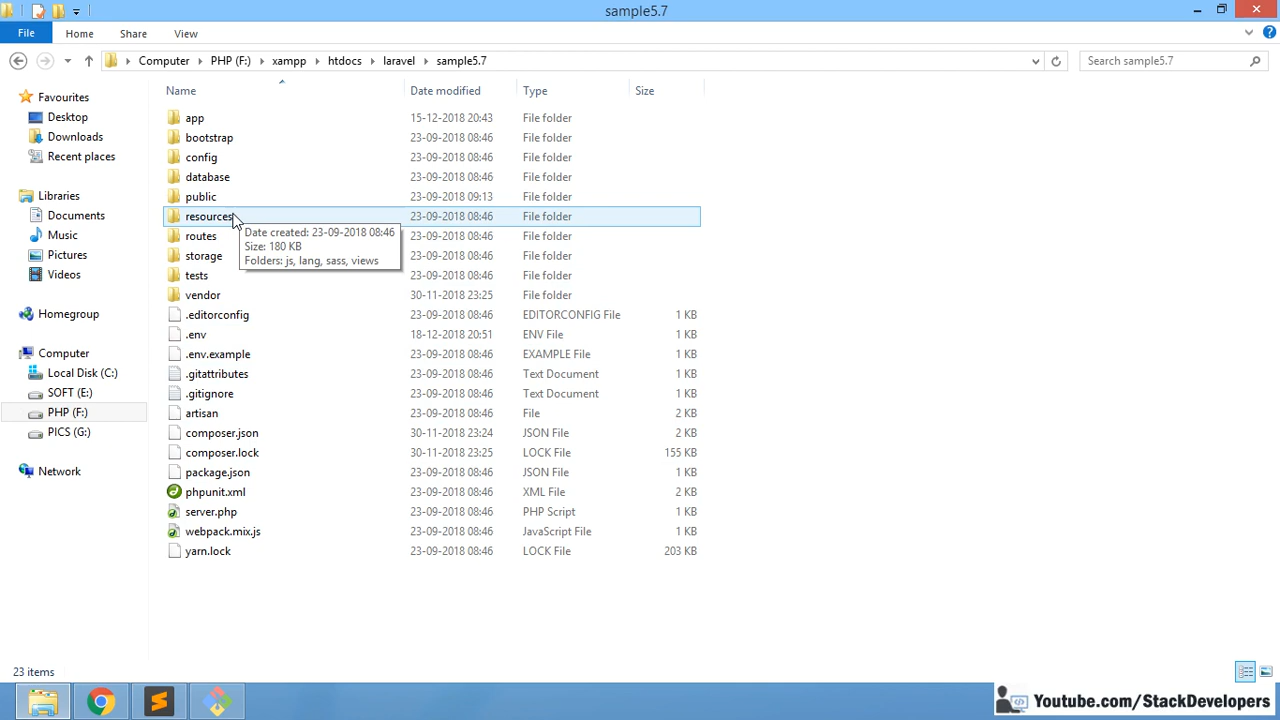 sample5.7
File Home Share View
Computer PHP (F:) xampp htdocs laravel sample5.7 Search sample5.7
Name Date modified Type Size
Favourites
Desktop
Downloads
Recent places
Libraries
Documents
Music
Pictures
Videos
Homegroup
Computer
Local Disk (C:)
SOFT (E:)
PHP (F:)
PICS (G:)
Network
app 15-12-2018 20:43 File folder
bootstrap 23-09-2018 08:46 File folder
config 23-09-2018 08:46 File folder
database 23-09-2018 08:46 File folder
public 23-09-2018 09:13 File folder
resources 23-09-2018 08:46 File folder
routes 23-09-2018 08:46 File folder
storage 23-09-2018 08:46 File folder
tests 23-09-2018 08:46 File folder
vendor 30-11-2018 23:25 File folder
.editorconfig 23-09-2018 08:46 EDITORCONFIG File 1 KB
.env 18-12-2018 20:51 ENV File 1 KB
.env.example 23-09-2018 08:46 EXAMPLE File 1 KB
.gitattributes 23-09-2018 08:46 Text Document 1 KB
.gitignore 23-09-2018 08:46 Text Document 1 KB
artisan 23-09-2018 08:46 File 2 KB
composer.json 30-11-2018 23:24 JSON File 2 KB
composer.lock 30-11-2018 23:25 LOCK File 155 KB
package.json 23-09-2018 08:46 JSON File 1 KB
phpunit.xml 23-09-2018 08:46 XML File 2 KB
server.php 23-09-2018 08:46 PHP Script 1 KB
webpack.mix.js 23-09-2018 08:46 JavaScript File 1 KB
yarn.lock 23-09-2018 08:46 LOCK File 203 KB
Date created: 23-09-2018 08:46
Size: 180 KB
Folders: js, lang, sass, views
23 items
Youtube.com/StackDevelopers